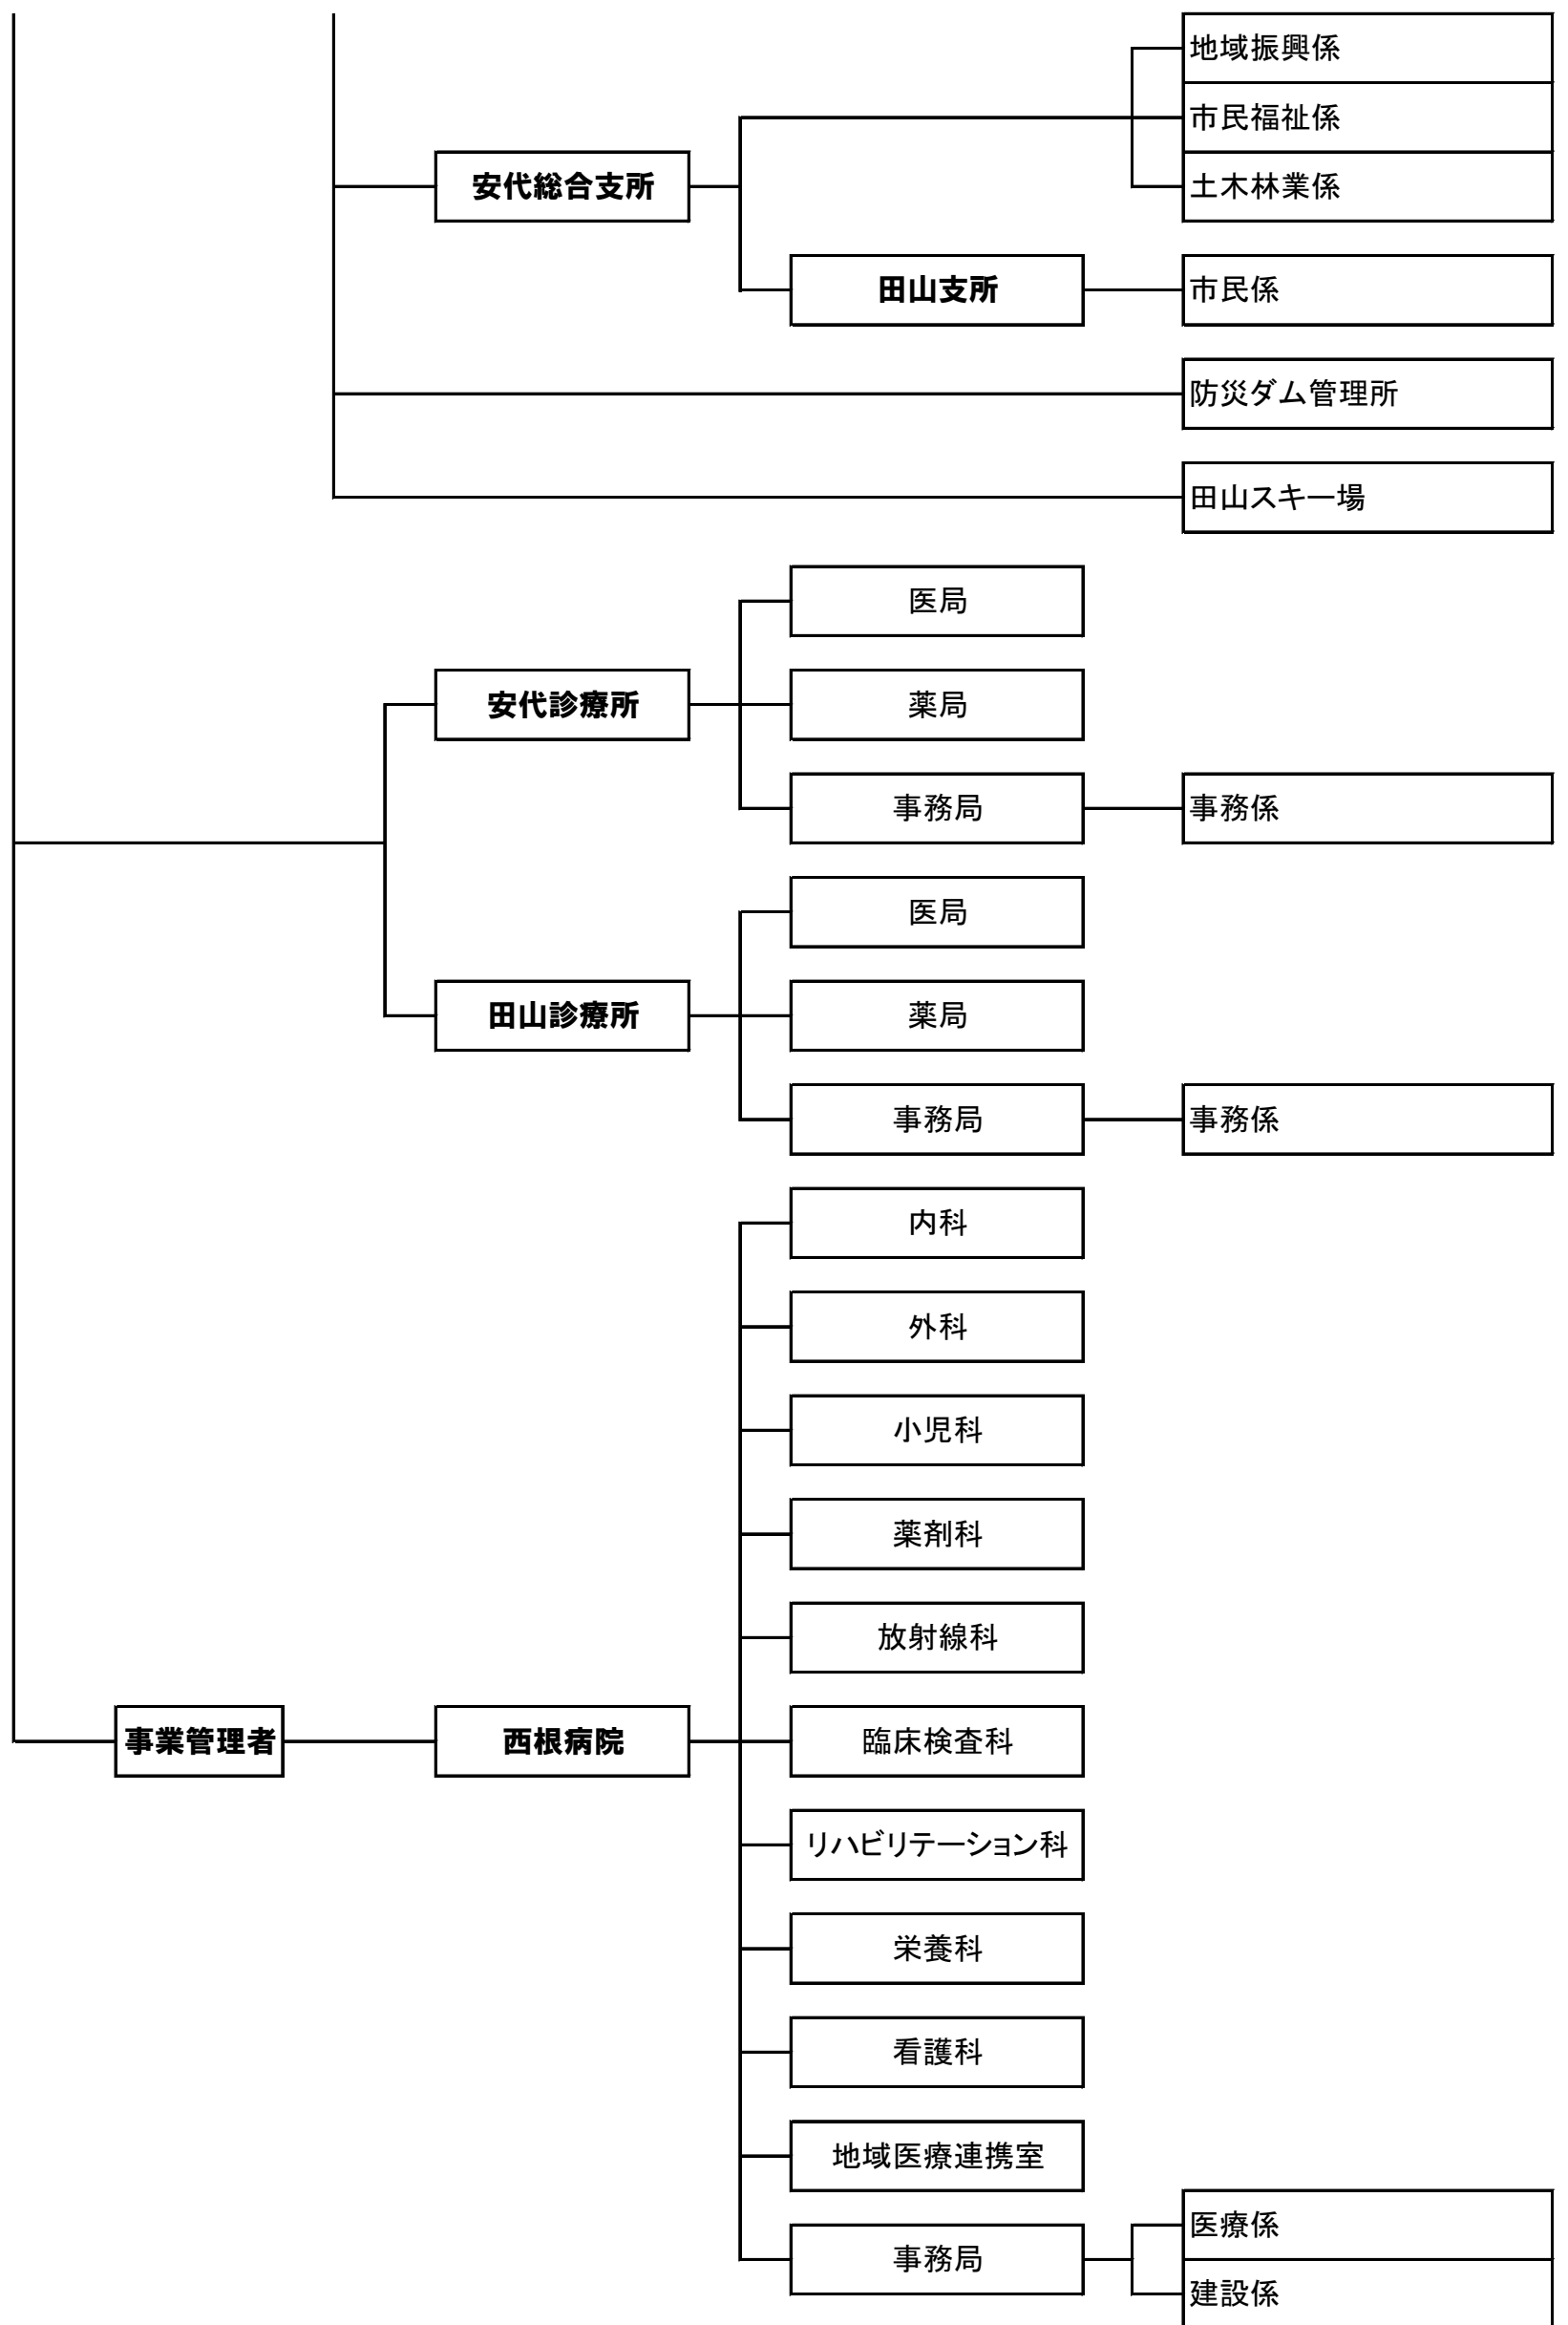 地域振興係
市民福祉係
安代総合支所
土木林業係
田山支所
市民係
防災ダム管理所
田山スキー場
医局
安代診療所
薬局
事務局
事務係
医局
田山診療所
薬局
事務局
事務係
内科
外科
小児科
薬剤科
放射線科
事業管理者
西根病院
臨床検査科
リハビリテーション科
栄養科
看護科
地域医療連携室
医療係
事務局
建設係